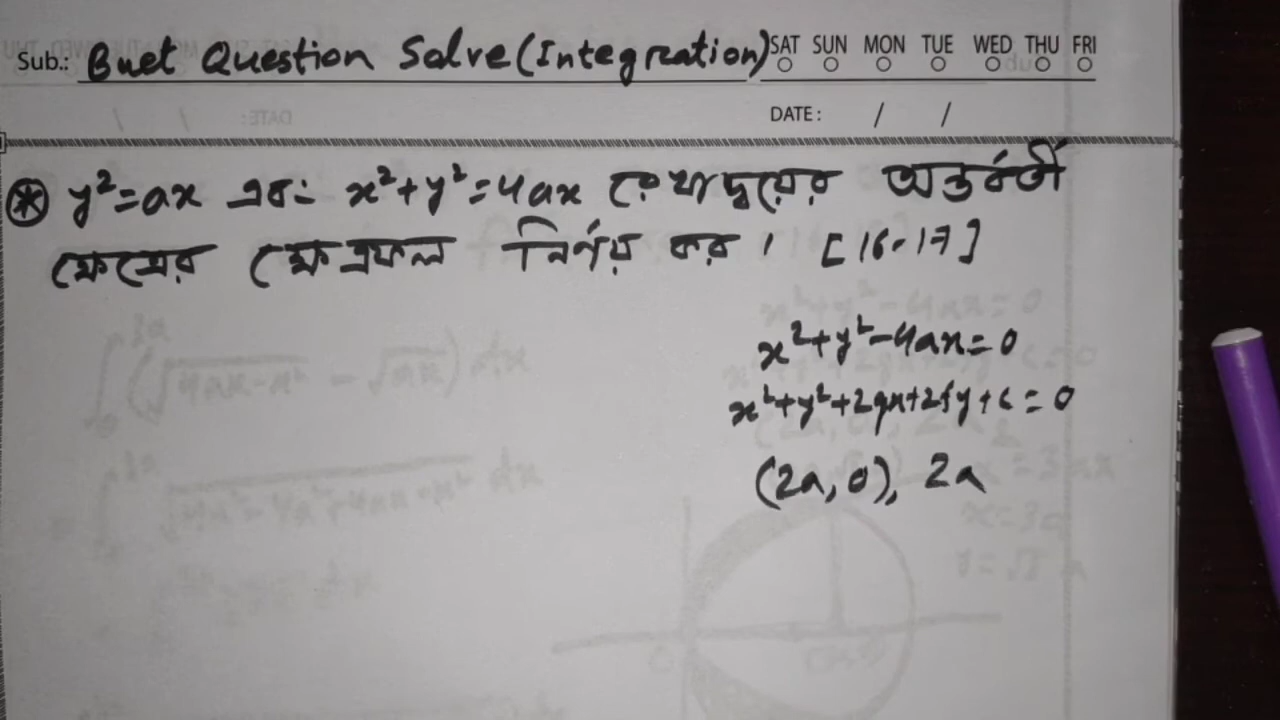 Sub.: Buet Question Solve (Integration) SAT SUN MON TUE WED THU FRI
DATE : / /
y²=ax এবং x²+y²=4ax রেখাদ্বয়ের অন্তর্বর্তী
ক্ষেত্রের ক্ষেত্রফল নির্ণয় কর। [16-17]
x²+y²-4ax=0
x²+y²+2gx+2fy+c=0
(2a,0), 2a